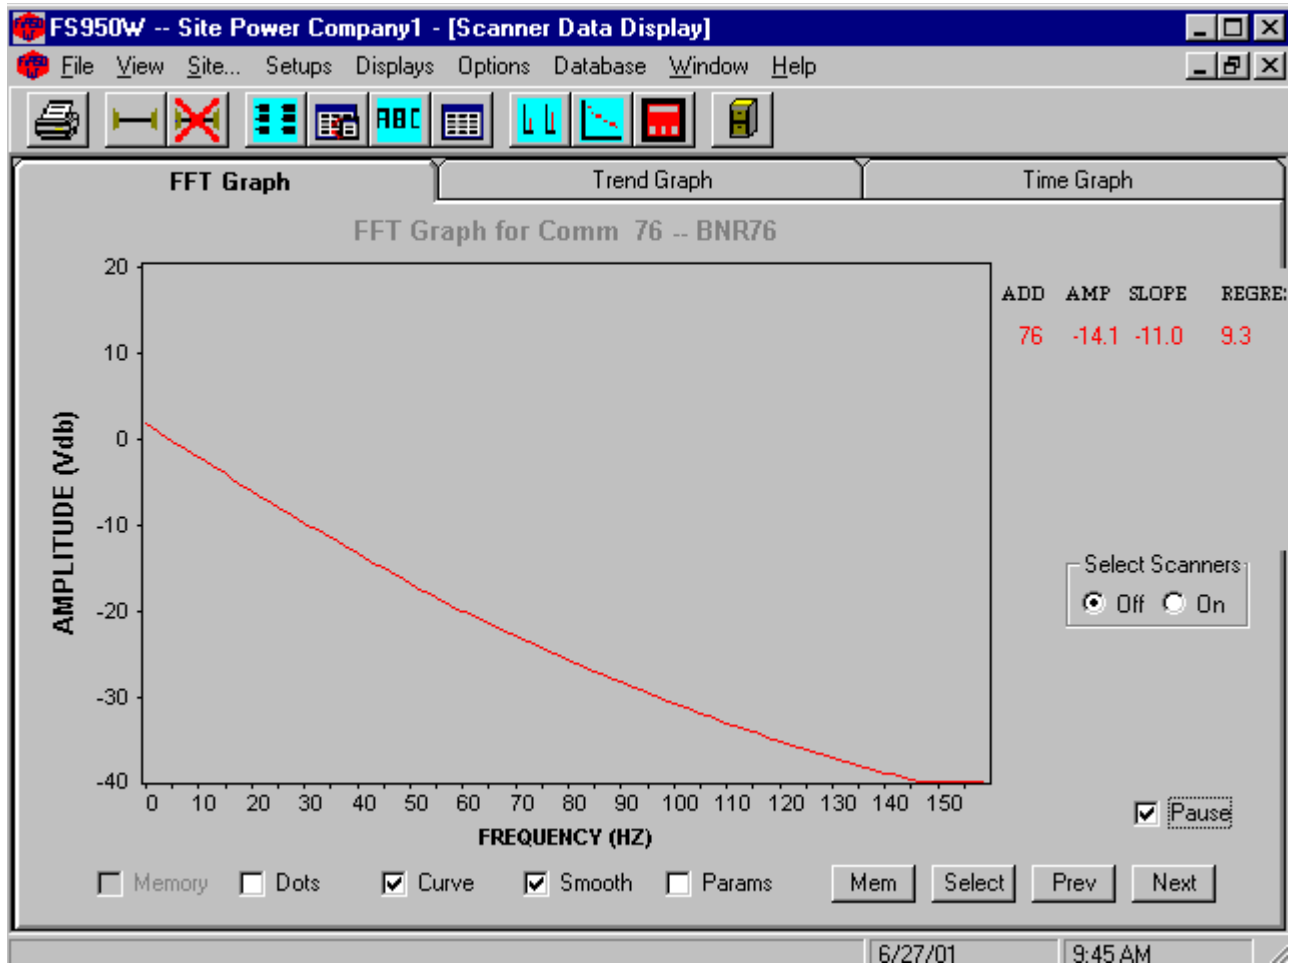 FS950W -- Site Power Company1 - [Scanner Data Display]
File View Site... Setups Displays Options Database Window Help
ABC
FFT Graph Trend Graph Time Graph
FFT Graph for Comm 76 -- BNR76
ADD AMP SLOPE REGRE
76 -14.1 -11.0 9.3
AMPLITUDE (Vdb)
20
10
0
-10
-20
-30
-40
0 10 20 30 40 50 60 70 80 90 100 110 120 130 140 150
FREQUENCY (HZ)
Select Scanners
Off On
Pause
Memory Dots Curve Smooth Params Mem Select Prev Next
6/27/01 9:45 AM